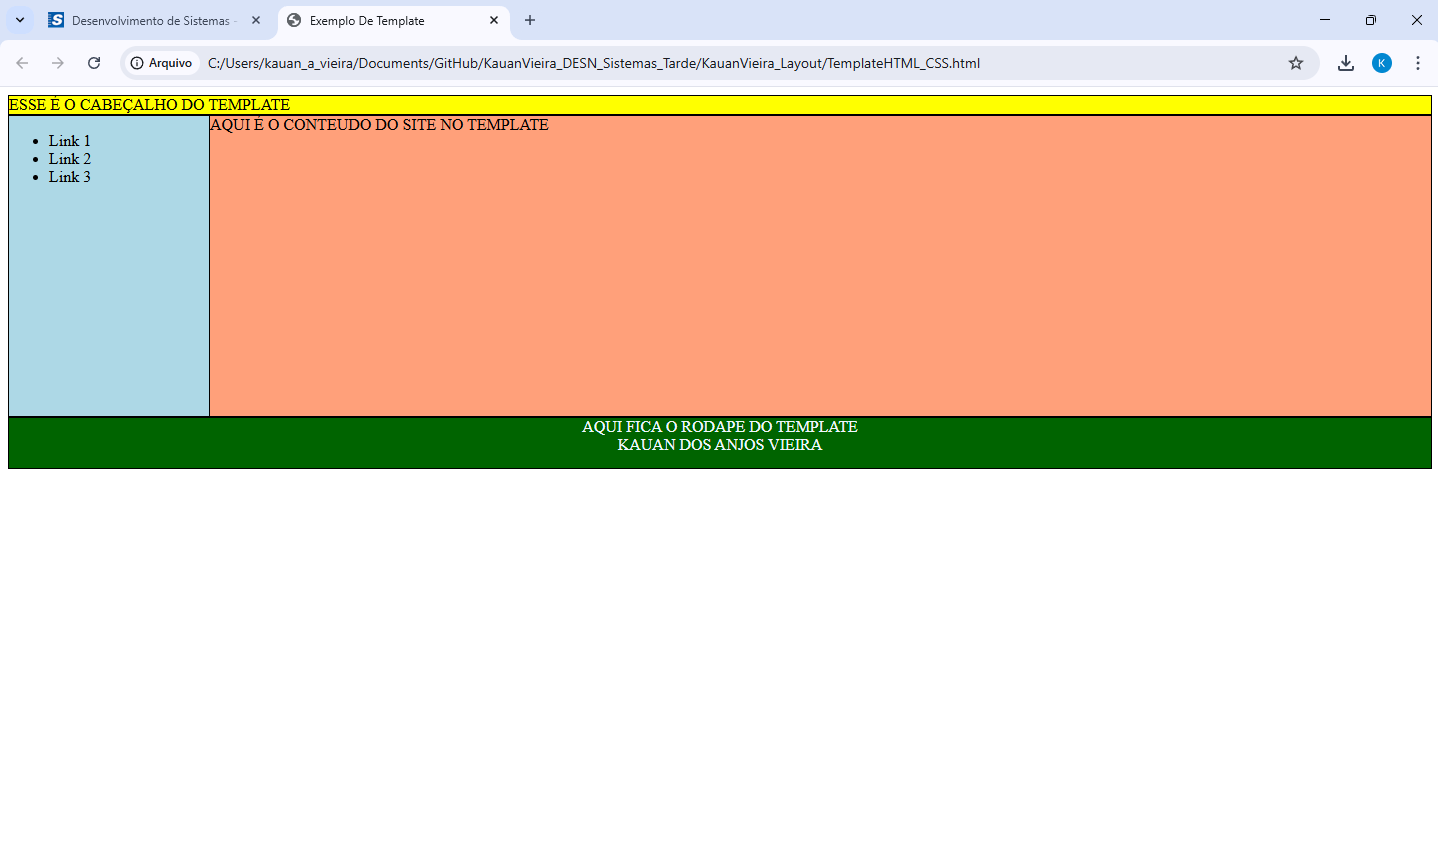 Desenvolvimento de Sistemas -
Exemplo De Template
Arquivo
C:/Users/kauan_a_vieira/Documents/GitHub/KauanVieira_DESN_Sistemas_Tarde/KauanVieira_Layout/TemplateHTML_CSS.html
K
ESSE É O CABEÇALHO DO TEMPLATE
Link 1
Link 2
Link 3
AQUI É O CONTEUDO DO SITE NO TEMPLATE
AQUI FICA O RODAPE DO TEMPLATE
KAUAN DOS ANJOS VIEIRA